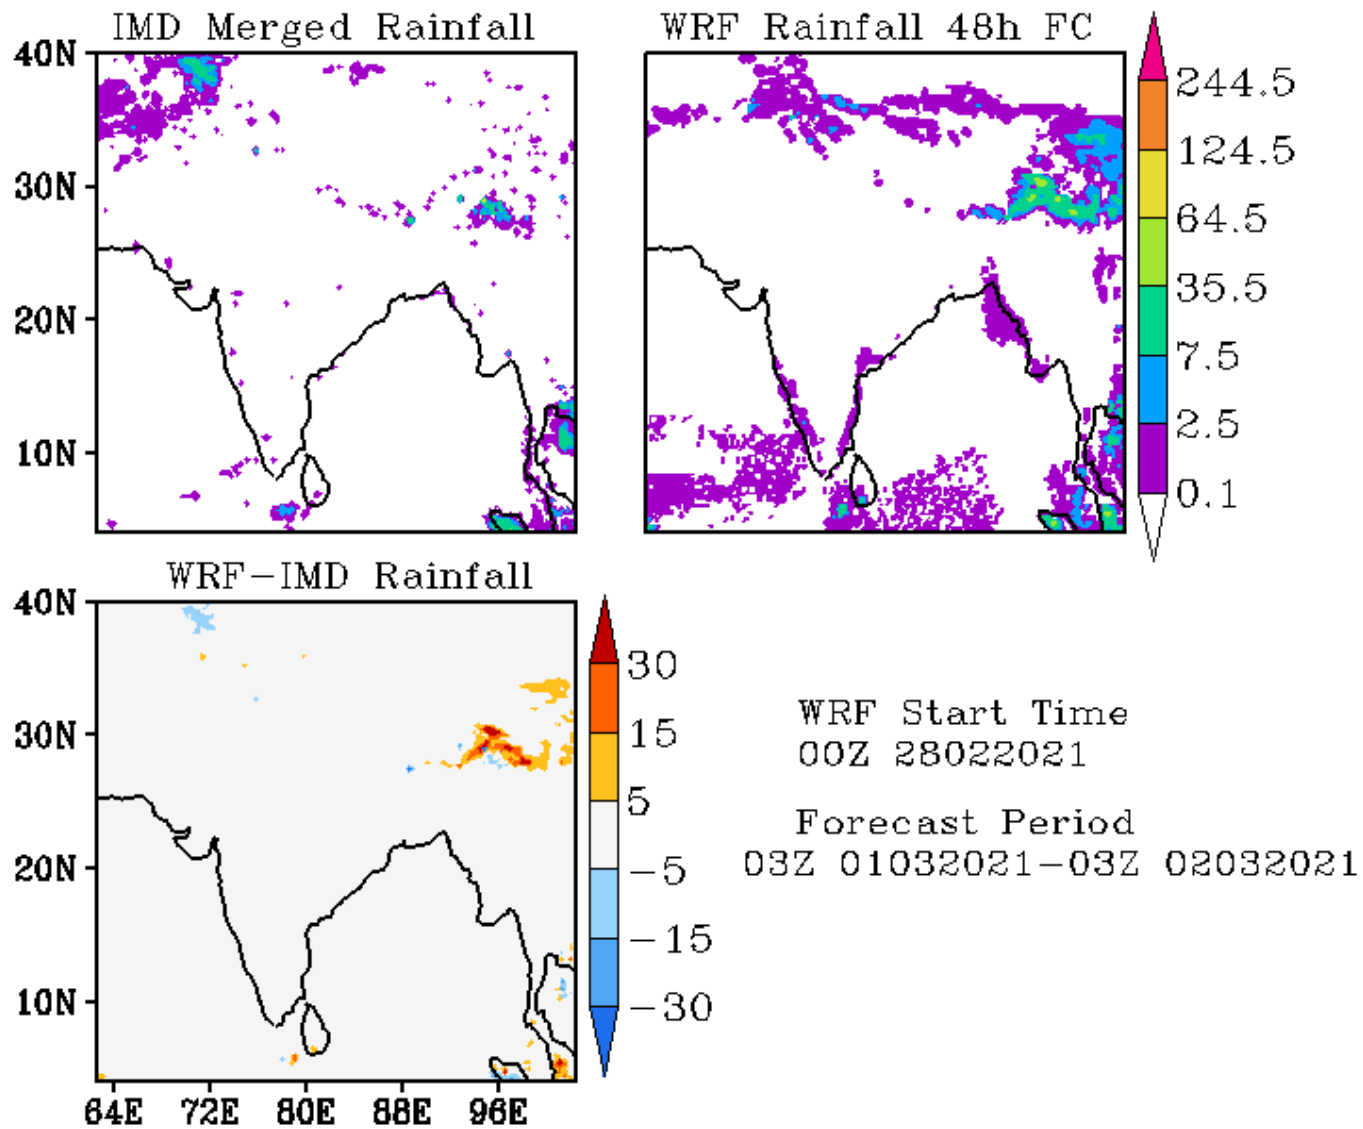 IMD Merged Rainfall
WRF Rainfall 48h FC
40N
30N
20N
10N
244.5
124.5
64.5
35.5
7.5
2.5
0.1
WRF-IMD Rainfall
40N
30N
20N
10N
64E 72E 80E 88E 96E
30
15
5
-5
-15
-30
WRF Start Time
00Z 28022021
Forecast Period
03Z 01032021-03Z 02032021